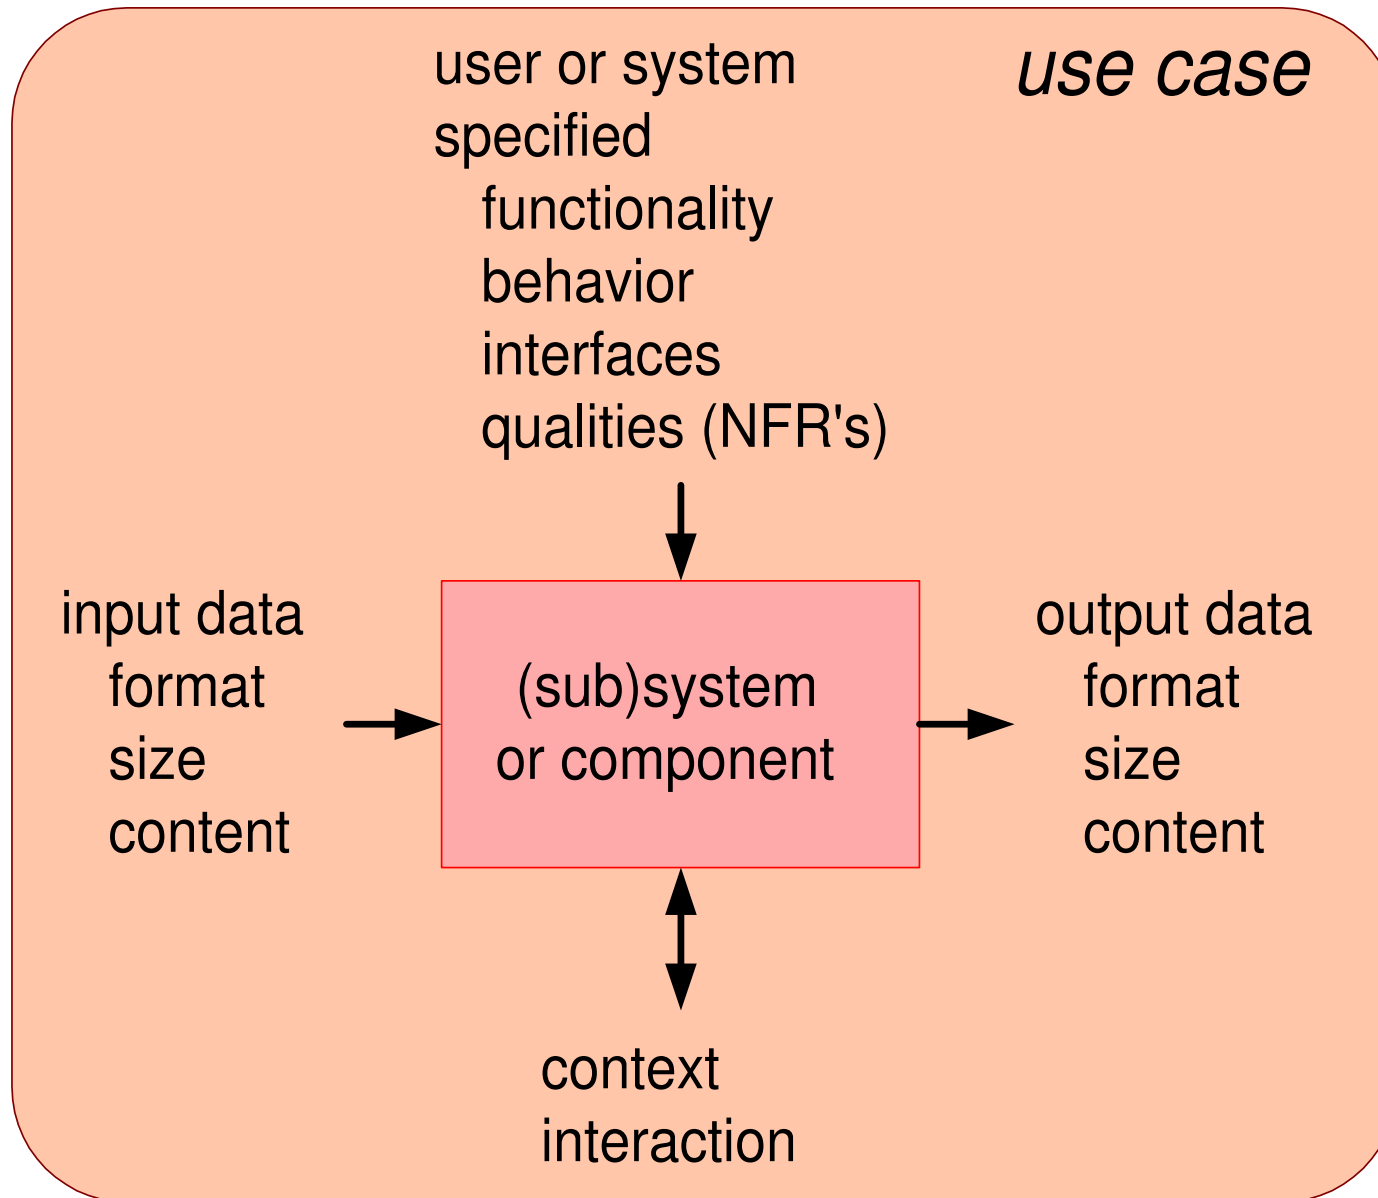 use case
user or system
specified
functionality
behavior
interfaces
qualities (NFR's)
input data
format
size
content
(sub)system
or component
output data
format
size
content
context
interaction